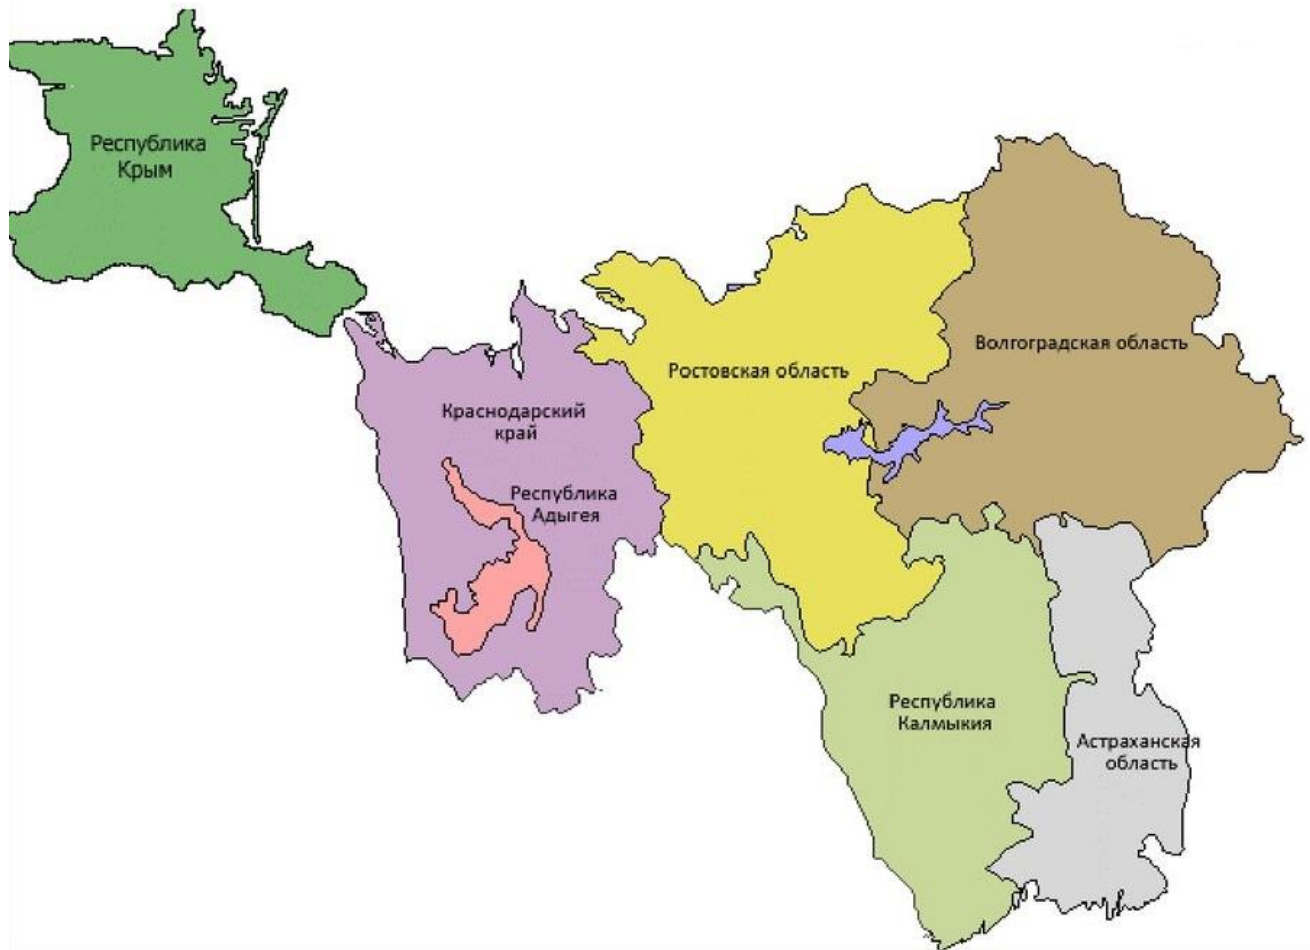 Республика
Крым
Волгоградская область
Ростовская область
Краснодарский
край
Республика
Адыгея
Республика
Калмыкия
Астраханская
область